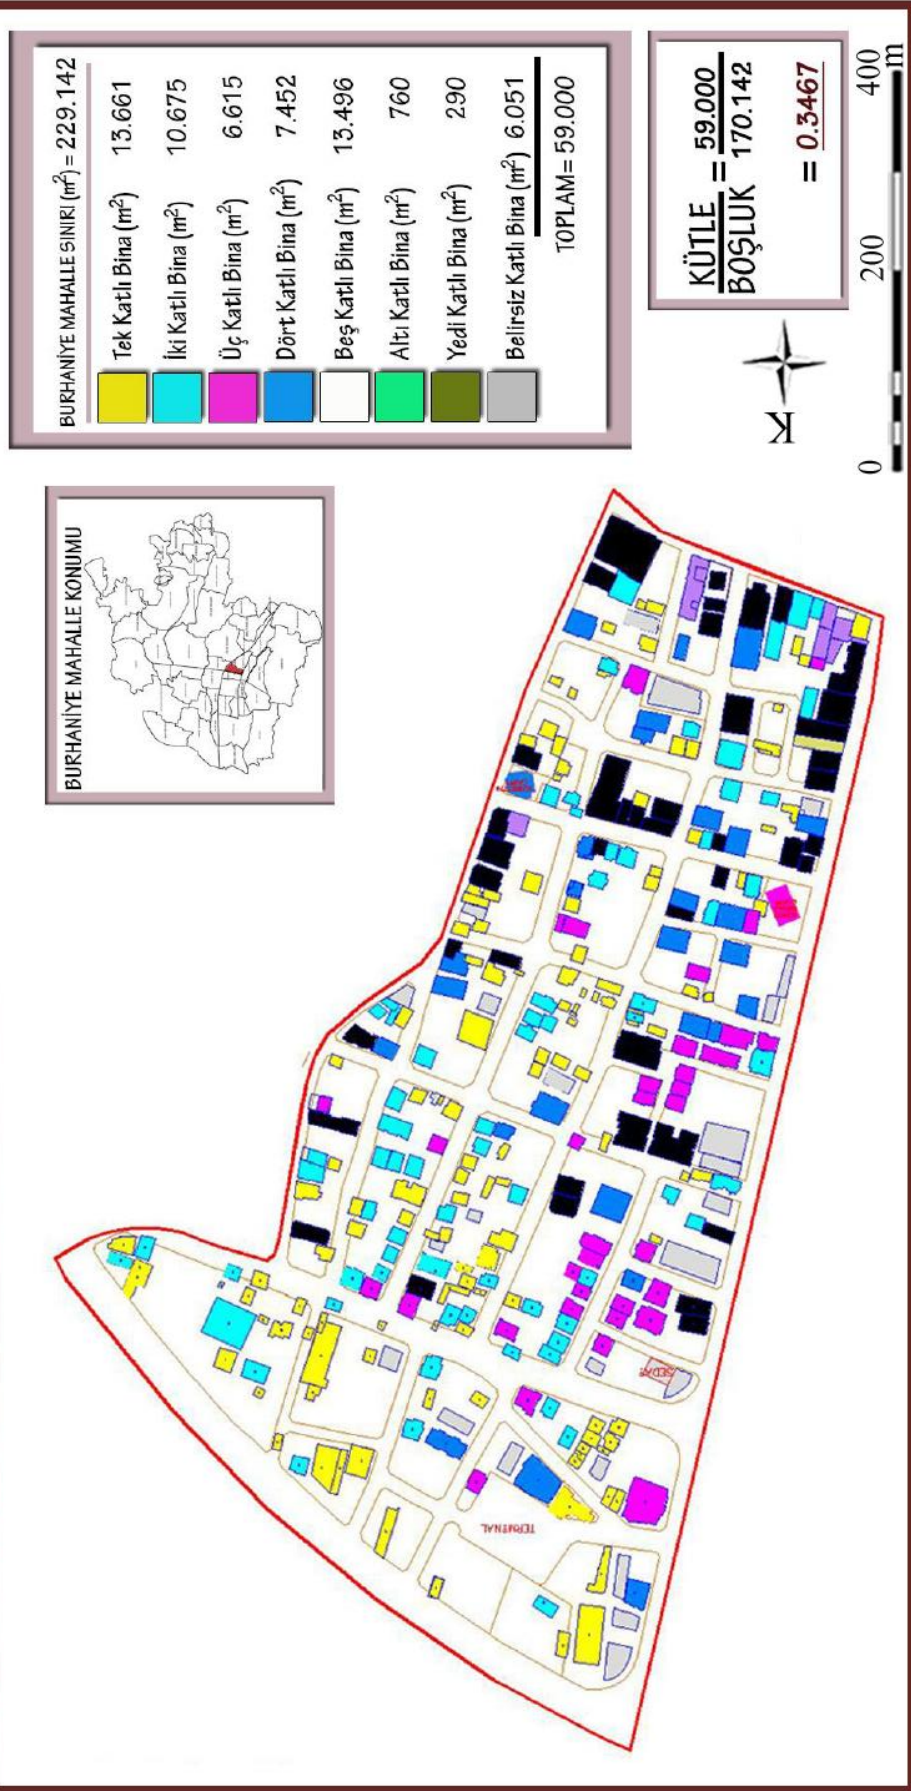 BURHANİYE MAHALLE SINIRI (m²) = 229.142
Tek Katlı Bina (m²) 13.661
İki Katlı Bina (m²) 10.675
Üç Katlı Bina (m²) 6.615
Dört Katlı Bina (m²) 7.452
Beş Katlı Bina (m²) 13.496
Altı Katlı Bina (m²) 760
Yedi Katlı Bina (m²) 290
Belirsiz Katlı Bina (m²) 6.051
TOPLAM= 59.000
KÜTLE = 59.000
BOŞLUK 170.142
= 0.3467
K
0 200 400
m
BURHANİYE MAHALLE KONUMU
TERMİNAL
SEDAŞ